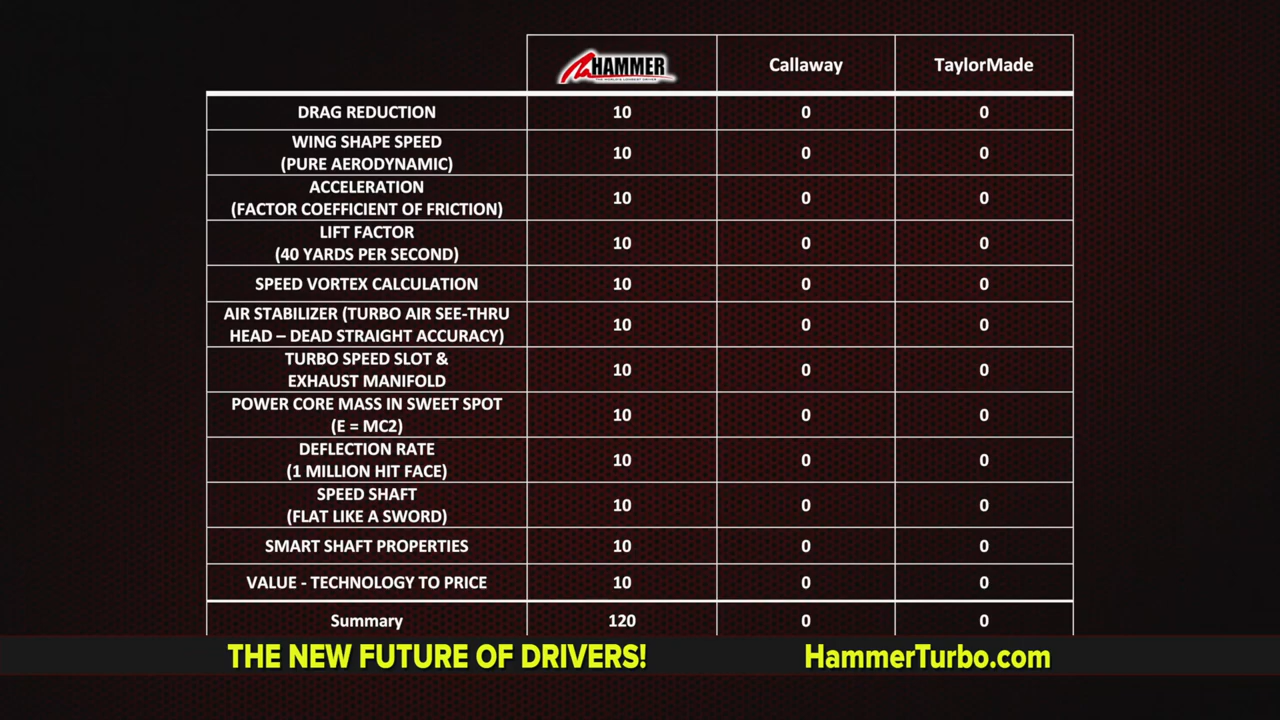 HAMMER Callaway TaylorMade
THE WORLD'S LONGEST DRIVER
DRAG REDUCTION 10 0 0
WING SHAPE SPEED
(PURE AERODYNAMIC) 10 0 0
ACCELERATION
(FACTOR COEFFICIENT OF FRICTION) 10 0 0
LIFT FACTOR
(40 YARDS PER SECOND) 10 0 0
SPEED VORTEX CALCULATION 10 0 0
AIR STABILIZER (TURBO AIR SEE-THRU
HEAD – DEAD STRAIGHT ACCURACY) 10 0 0
TURBO SPEED SLOT &
EXHAUST MANIFOLD 10 0 0
POWER CORE MASS IN SWEET SPOT
(E = MC2) 10 0 0
DEFLECTION RATE
(1 MILLION HIT FACE) 10 0 0
SPEED SHAFT
(FLAT LIKE A SWORD) 10 0 0
SMART SHAFT PROPERTIES 10 0 0
VALUE - TECHNOLOGY TO PRICE 10 0 0
Summary 120 0 0
THE NEW FUTURE OF DRIVERS! HammerTurbo.com